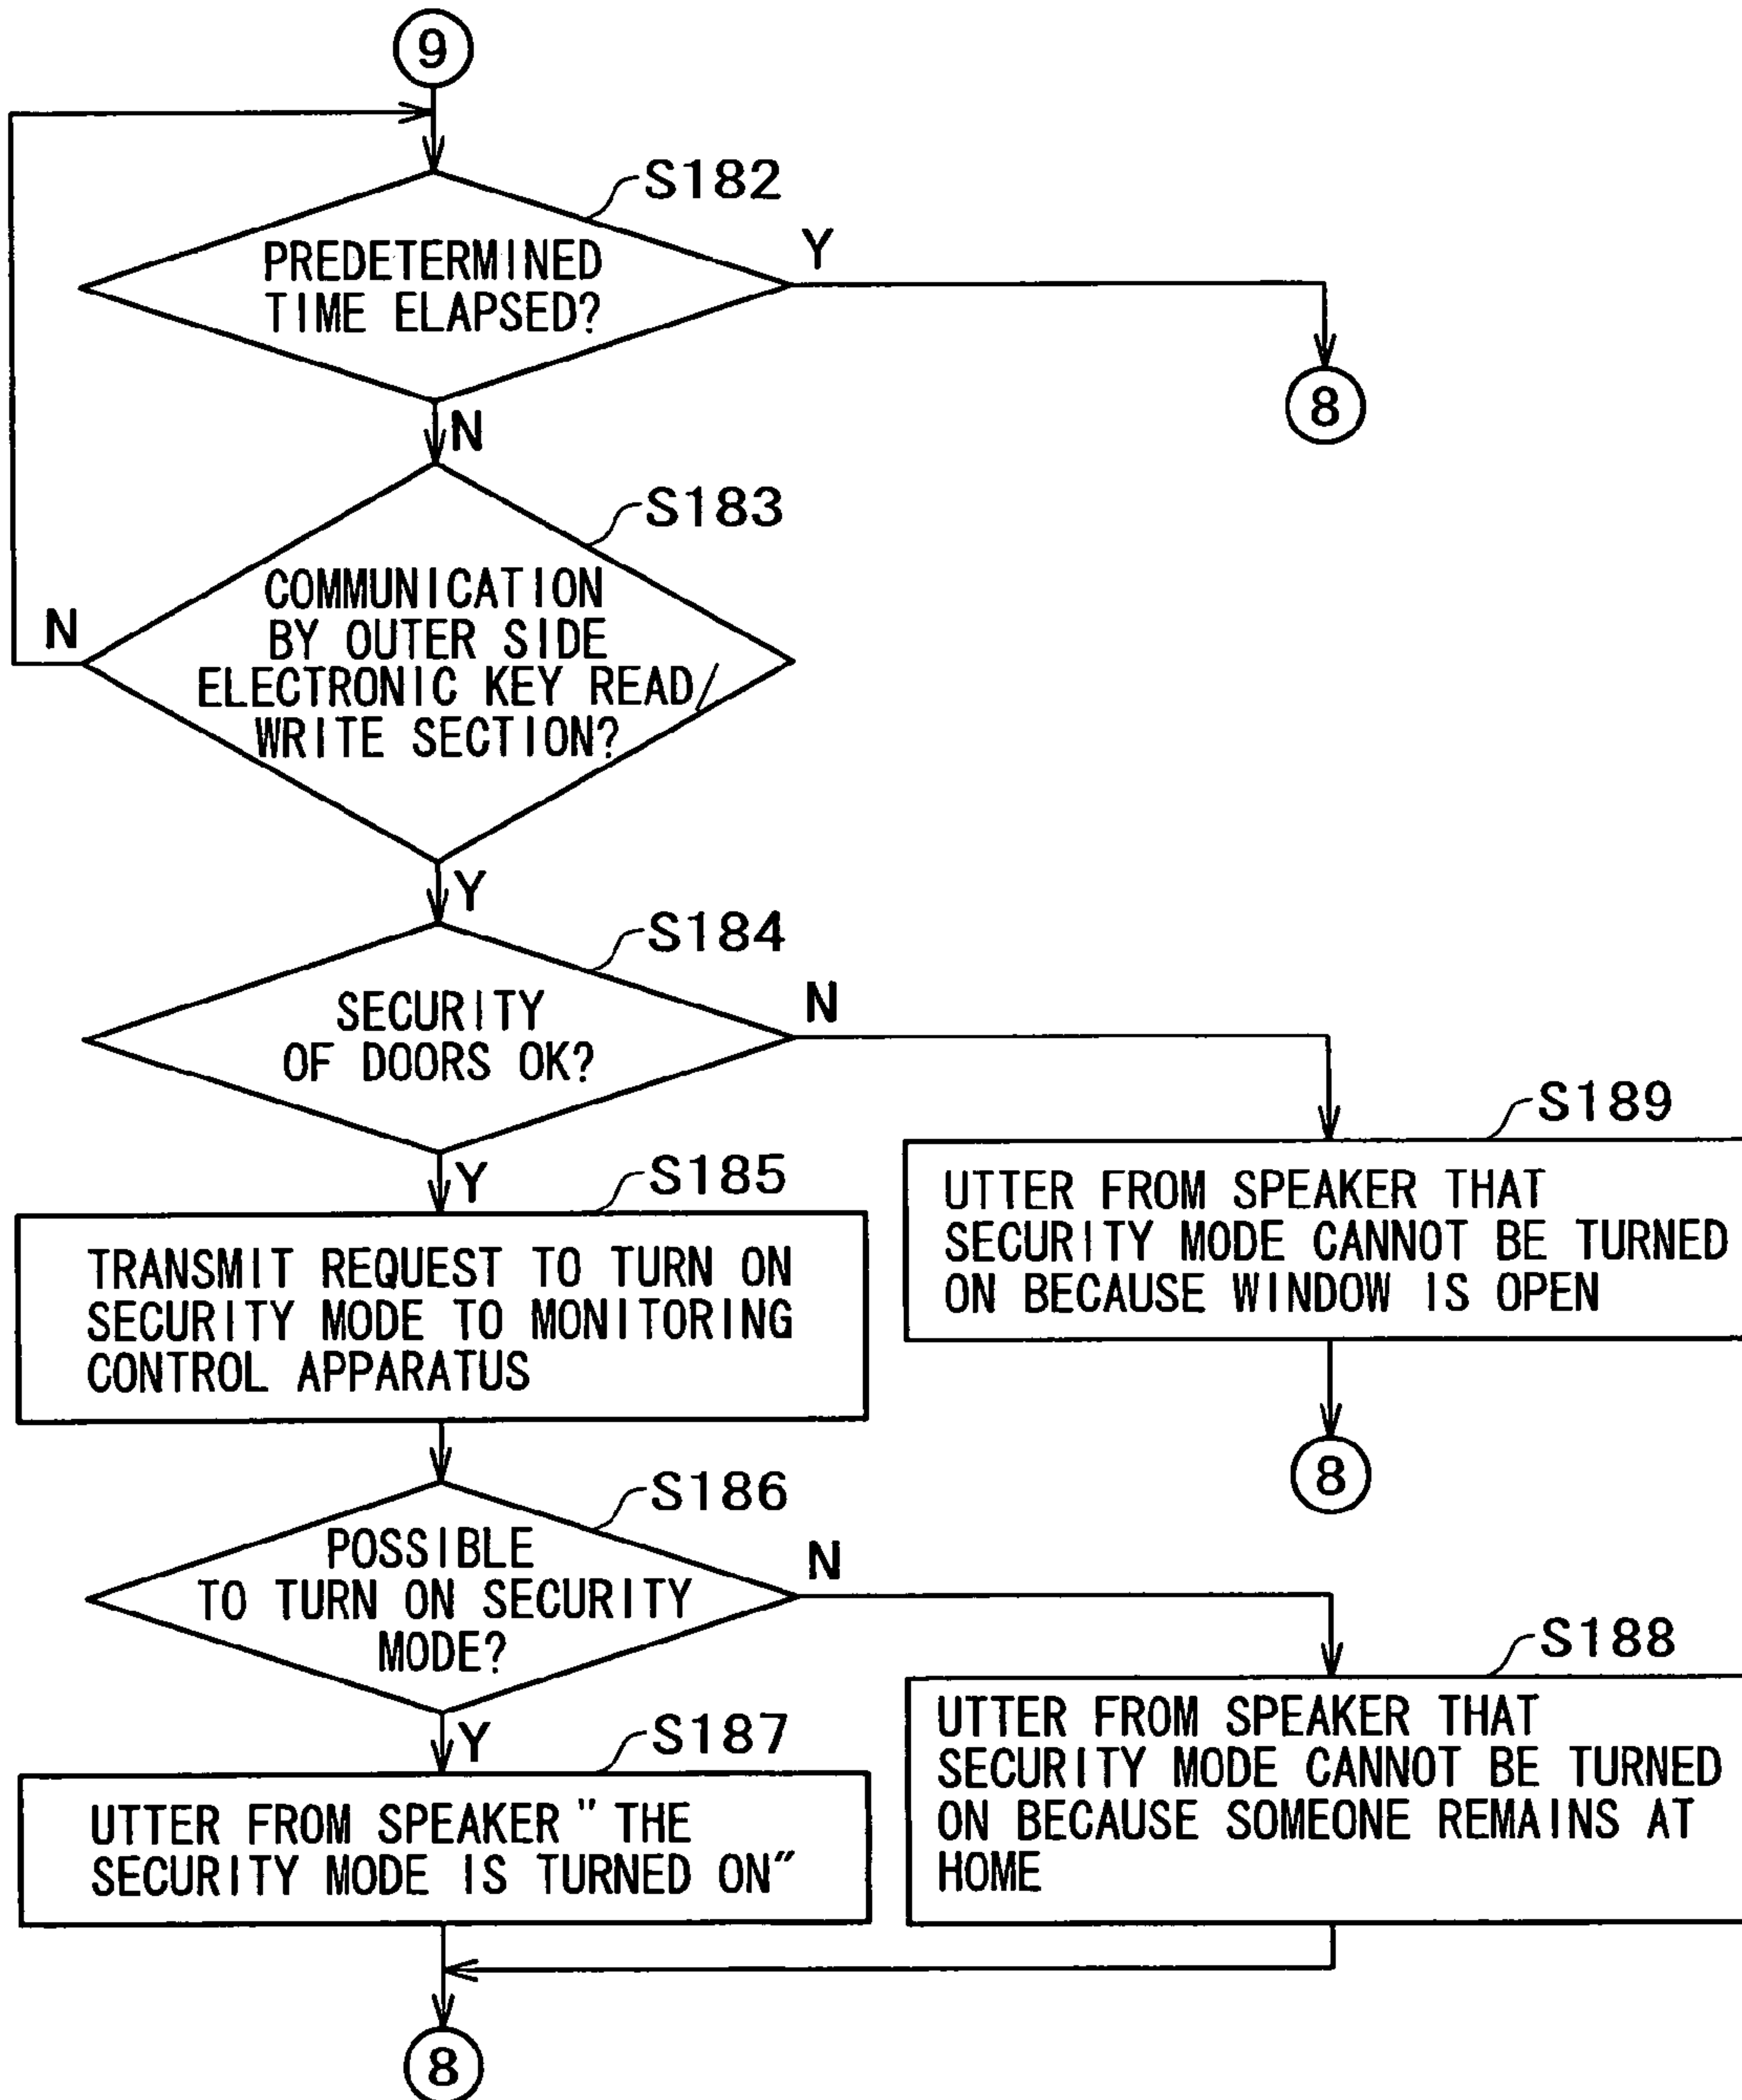 9
S182
PREDETERMINED
TIME ELAPSED?
Y
8
N
S183
COMMUNICATION
BY OUTER SIDE
ELECTRONIC KEY READ/
WRITE SECTION?
N
Y
S184
SECURITY
OF DOORS OK?
N
S189
UTTER FROM SPEAKER THAT
SECURITY MODE CANNOT BE TURNED
ON BECAUSE WINDOW IS OPEN
8
Y
S185
TRANSMIT REQUEST TO TURN ON
SECURITY MODE TO MONITORING
CONTROL APPARATUS
S186
POSSIBLE
TO TURN ON SECURITY
MODE?
N
S188
UTTER FROM SPEAKER THAT
SECURITY MODE CANNOT BE TURNED
ON BECAUSE SOMEONE REMAINS AT
HOME
Y
S187
UTTER FROM SPEAKER "THE
SECURITY MODE IS TURNED ON"
8